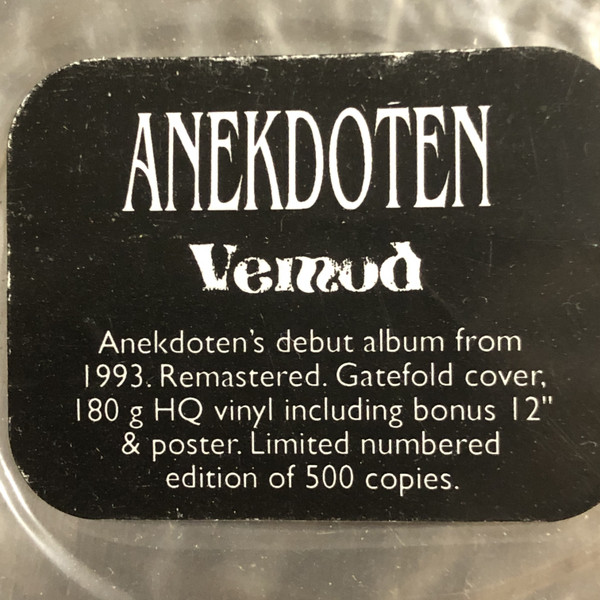 ANEKDOTEN
Vemod
Anekdoten's debut album from
1993. Remastered. Gatefold cover,
180 g HQ vinyl including bonus 12"
& poster. Limited numbered
edition of 500 copies.